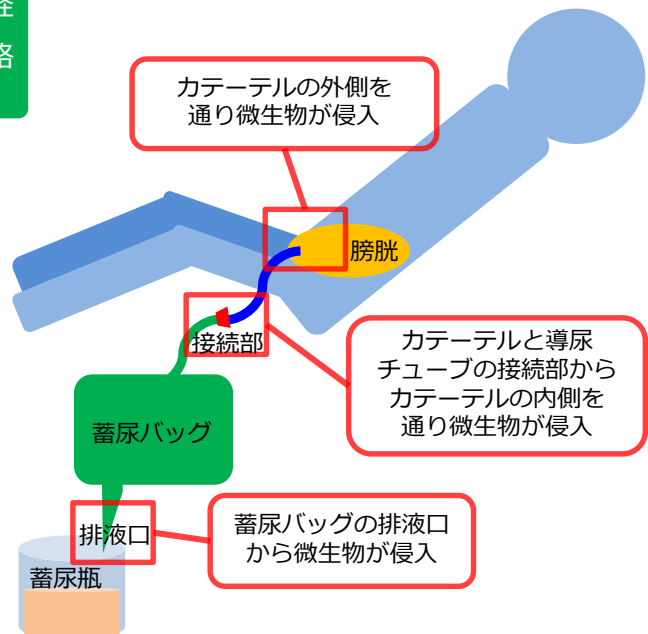 路
カテーテルの外側を
通り微生物が侵入
膀胱
接続部
カテーテルと導尿
チューブの接続部から
カテーテルの内側を
通り微生物が侵入
蓄尿バッグ
排液口
蓄尿バッグの排液口
から微生物が侵入
蓄尿瓶